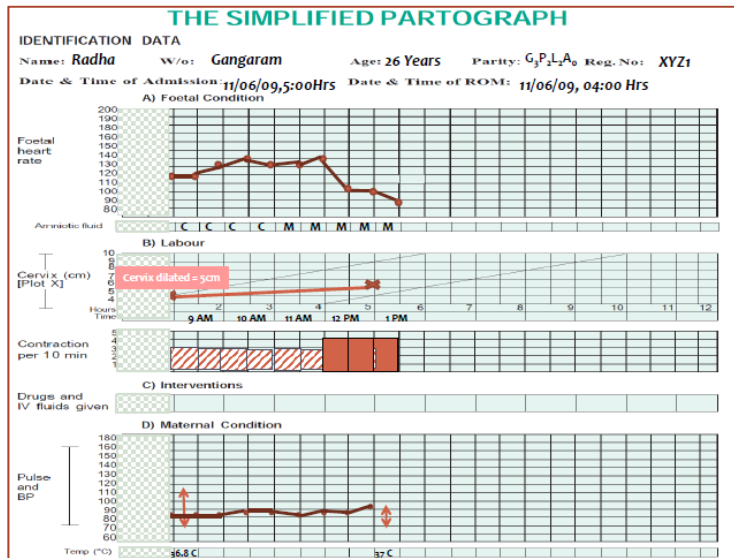 THE SIMPLIFIED PARTOGRAPH
IDENTIFICATION DATA
Name: Radha W/o: Gangaram Age: 26 Years Parity: G₃P₂L₂A₀ Reg. No: XYZ1
Date & Time of Admission: 11/06/09,5:00Hrs Date & Time of ROM: 11/06/09, 04:00 Hrs
A) Foetal Condition
Foetal heart rate
200
190
180
170
160
150
140
130
120
110
100
90
80
Amniotic fluid C C C C M M M M M
B) Labour
Cervix (cm)
[Plot X]
10
9
8
7
6
5
4
Cervix dilated = 5cm
Hours 2 3 4 5 6 7 8 9 10 11 12
Time 9 AM 10 AM 11 AM 12 PM 1 PM
Contraction per 10 min
5
4
3
2
1
C) Interventions
Drugs and
IV fluids given
D) Maternal Condition
Pulse
and
BP
180
170
160
150
140
130
120
110
100
90
80
70
60
Temp (°C) 36.8 C 37 C